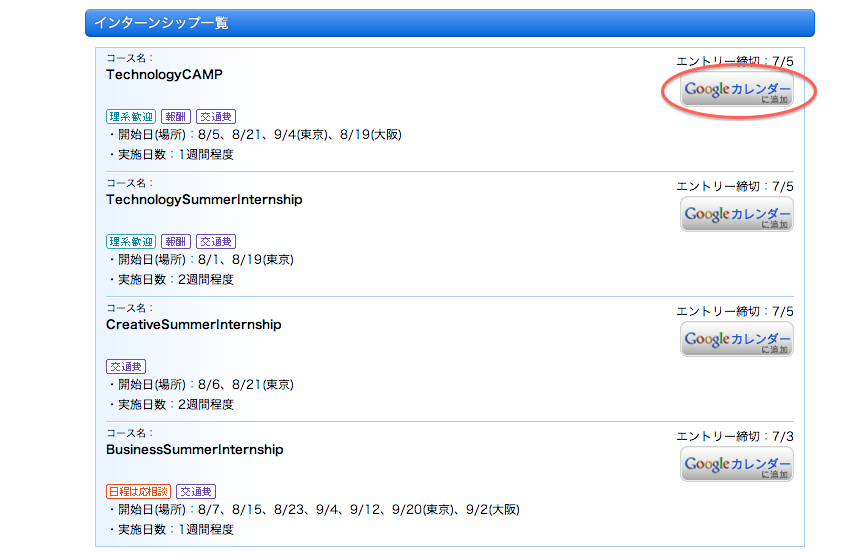 インターンシップ一覧
コース名：
エントリー締切：7/5
TechnologyCAMP
Googleカレンダー
に追加
理系歓迎 報酬 交通費
・開始日(場所)：8/5、8/21、9/4(東京)、8/19(大阪)
・実施日数：1週間程度
コース名：
エントリー締切：7/5
TechnologySummerInternship
Googleカレンダー
に追加
理系歓迎 報酬 交通費
・開始日(場所)：8/1、8/19(東京)
・実施日数：2週間程度
コース名：
エントリー締切：7/5
CreativeSummerInternship
Googleカレンダー
に追加
交通費
・開始日(場所)：8/6、8/21(東京)
・実施日数：2週間程度
コース名：
エントリー締切：7/3
BusinessSummerInternship
Googleカレンダー
に追加
日程は応相談 交通費
・開始日(場所)：8/7、8/15、8/23、9/4、9/12、9/20(東京)、9/2(大阪)
・実施日数：1週間程度